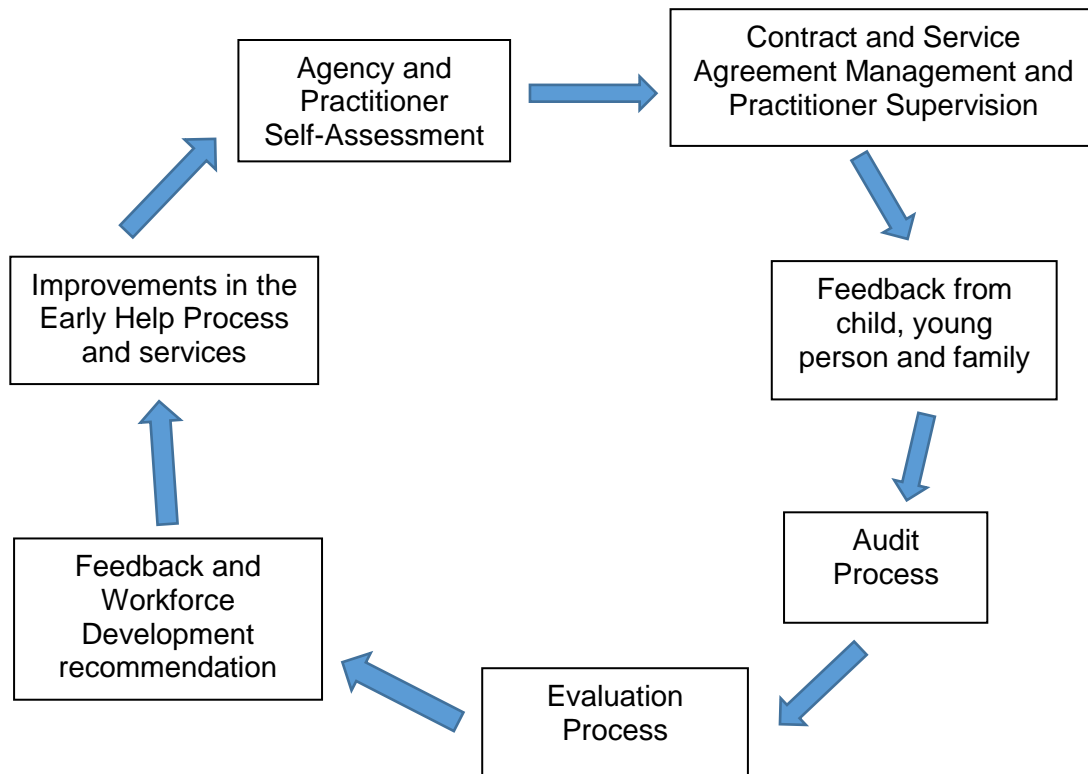 Agency and
Practitioner
Self-Assessment
Contract and Service
Agreement Management and
Practitioner Supervision
Feedback from
child, young
person and family
Audit
Process
Evaluation
Process
Feedback and
Workforce
Development
recommendation
Improvements in the
Early Help Process
and services